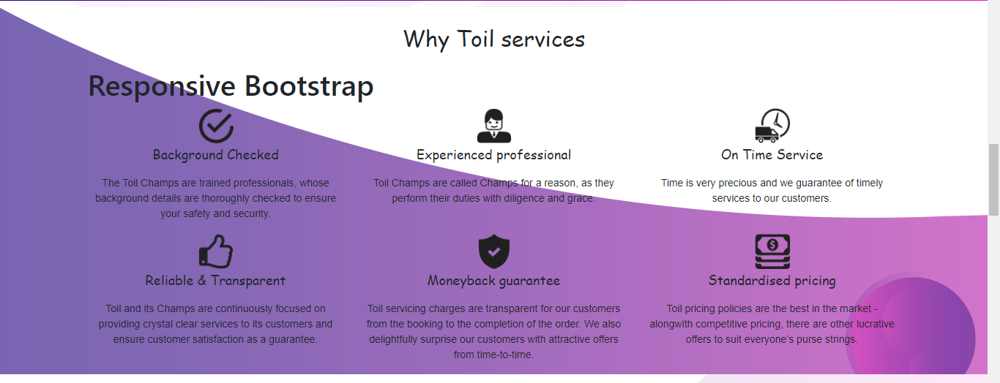 Why Toil services
Responsive Bootstrap
Background Checked
The Toil Champs are trained professionals, whose
background details are thoroughly checked to ensure
your safety and security.
Experienced professional
Toil Champs are called Champs for a reason, as they
perform their duties with diligence and grace.
On Time Service
Time is very precious and we guarantee of timely
services to our customers.
Reliable & Transparent
Toil and its Champs are continuously focused on
providing crystal clear services to its customers and
ensure customer satisfaction as a guarantee.
Moneyback guarantee
Toil servicing charges are transparent for our customers
from the booking to the completion of the order. We also
delightfully surprise our customers with attractive offers
from time-to-time.
Standardised pricing
Toil pricing policies are the best in the market -
alongwith competitive pricing, there are other lucrative
offers to suit everyone’s purse strings.